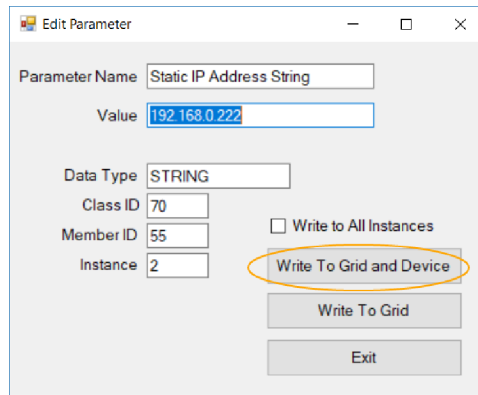 Edit Parameter
Parameter Name Static IP Address String
Value 192.168.0.222
Data Type STRING
Class ID 70
Member ID 55
Instance 2
Write to All Instances
Write To Grid and Device
Write To Grid
Exit